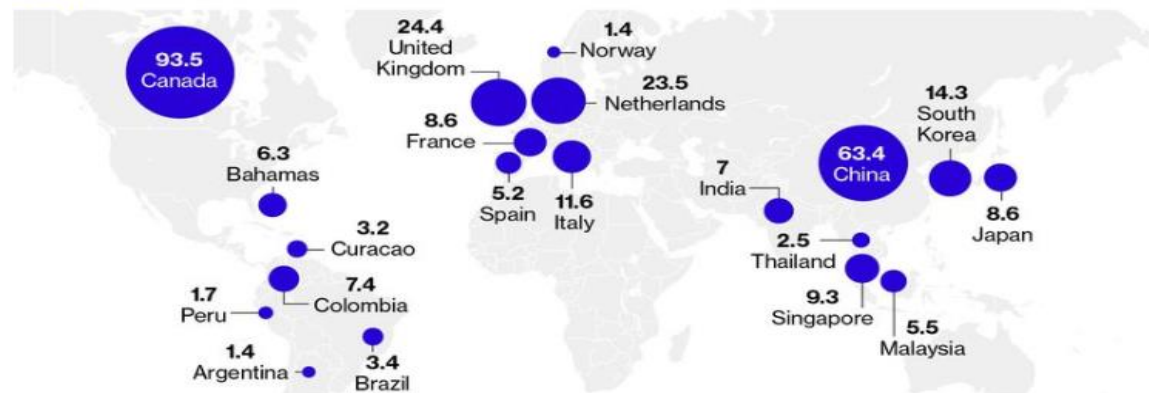 93.5
Canada
24.4
United
Kingdom
1.4
Norway
23.5
Netherlands
8.6
France
5.2
Spain
11.6
Italy
6.3
Bahamas
3.2
Curacao
7.4
Colombia
1.7
Peru
1.4
Argentina
3.4
Brazil
14.3
South
Korea
63.4
China
7
India
8.6
Japan
2.5
Thailand
9.3
Singapore
5.5
Malaysia